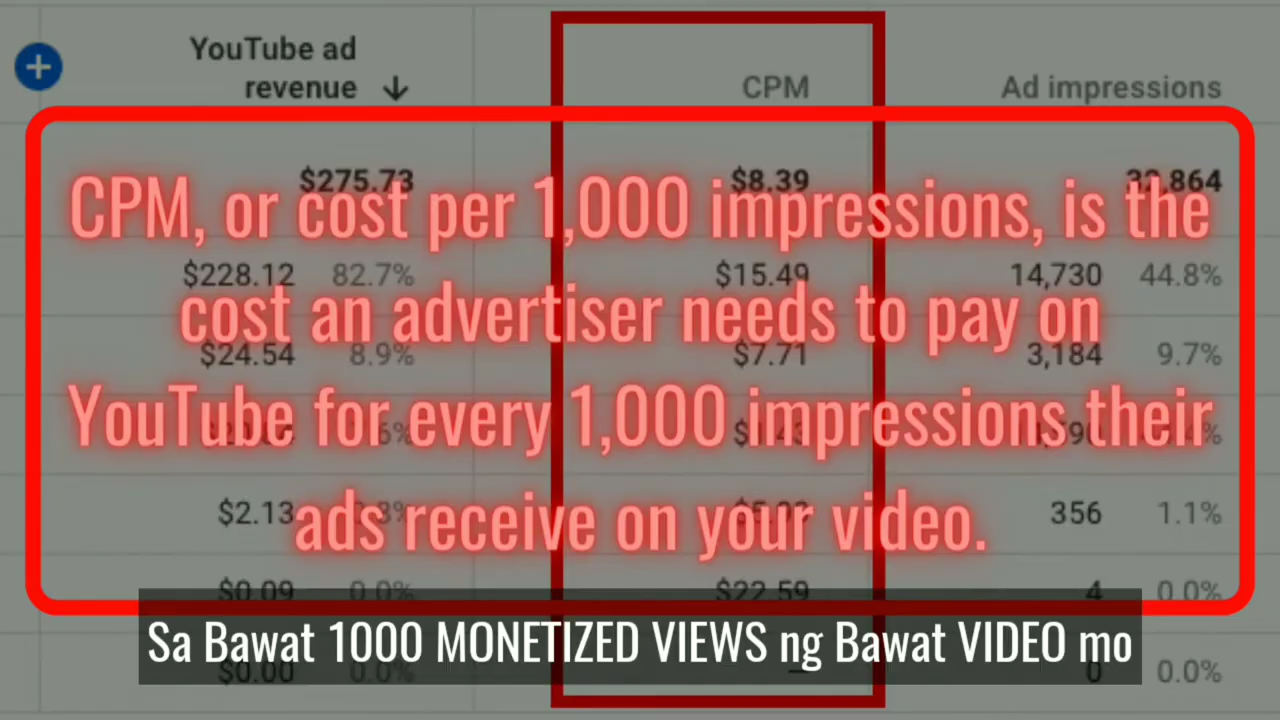 YouTube ad
revenue ↓ CPM Ad impressions
$275.73 $8.39 32,864
CPM, or cost per 1,000 impressions, is the
$228.12 82.7% $15.49 14,730 44.8%
cost an advertiser needs to pay on
$24.54 8.9% $7.71 3,184 9.7%
YouTube for every 1,000 impressions their
$2.13 356 1.1%
ads receive on your video.
$0.09 0.0% $22.59 4 0.0%
Sa Bawat 1000 MONETIZED VIEWS ng Bawat VIDEO mo
$0.00 0.0% — 0 0.0%